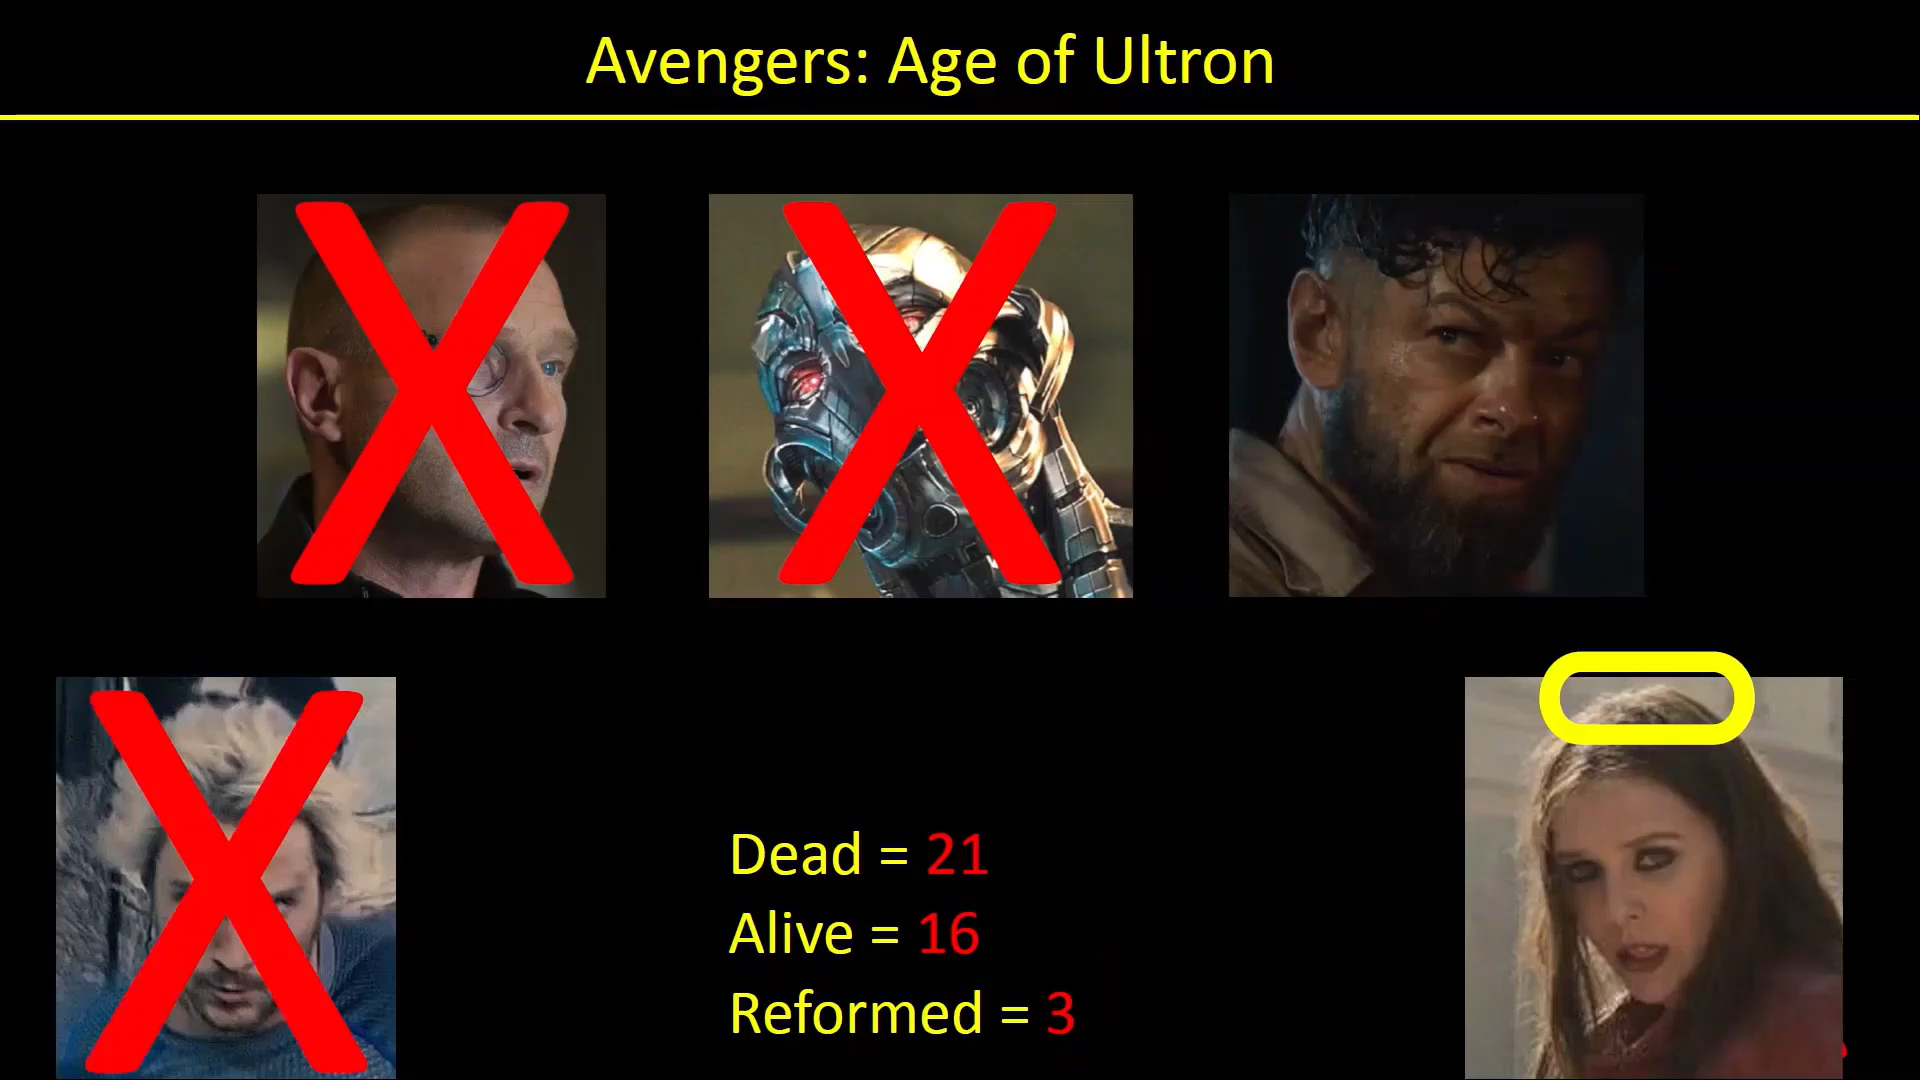 Avengers: Age of Ultron
Dead = 21
Alive = 16
Reformed = 3